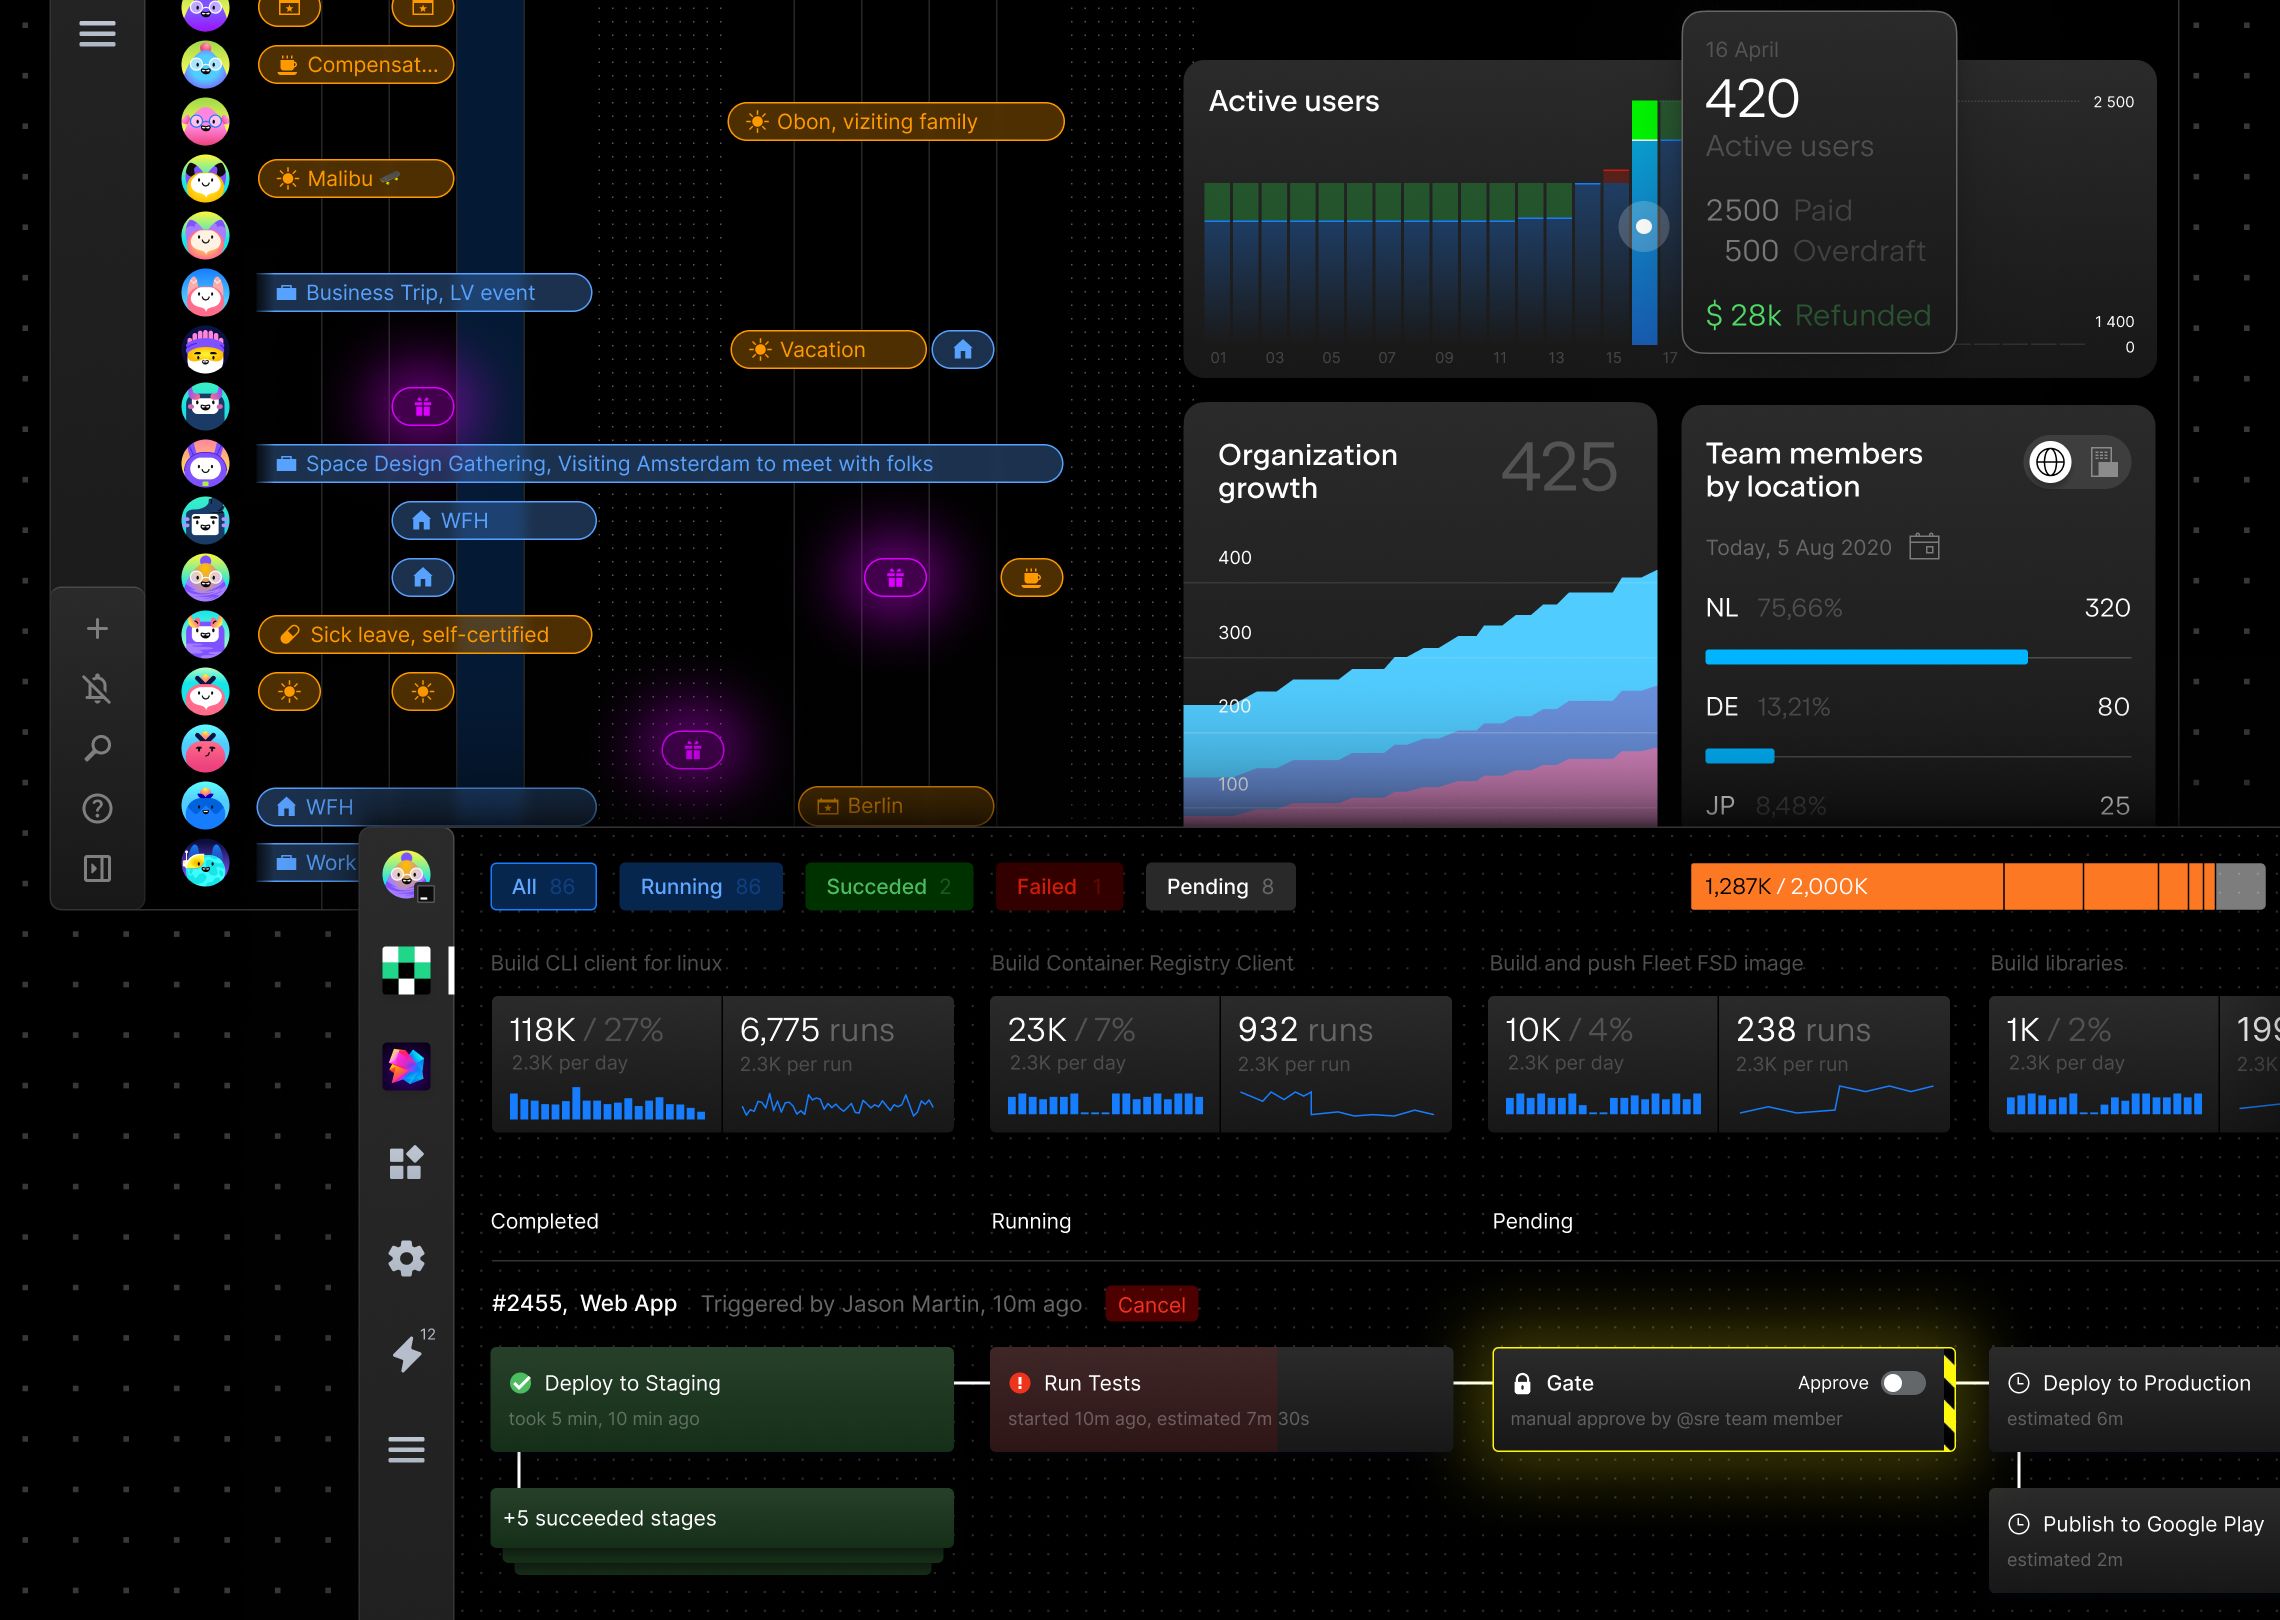 Compensat...
Obon, viziting family
Malibu
Business Trip, LV event
Vacation
Space Design Gathering, Visiting Amsterdam to meet with folks
WFH
Sick leave, self-certified
WFH
Berlin
Work
Active users
2 500
1 400
0
01 03 05 07 09 11 13 15 17
16 April
420
Active users
2500 Paid
500 Overdraft
$ 28k Refunded
Organization
growth
425
400
300
200
100
Team members
by location
Today, 5 Aug 2020
NL 75,66% 320
DE 13,21% 80
JP 8,48% 25
All 86
Running 86
Succeded 2
Failed 1
Pending 8
1,287K / 2,000K
Build CLI client for linux
118K / 27%
2.3K per day
6,775 runs
2.3K per run
Build Container Registry Client
23K / 7%
2.3K per day
932 runs
2.3K per run
Build and push Fleet FSD image
10K / 4%
2.3K per day
238 runs
2.3K per run
Build libraries
1K / 2%
2.3K per day
199
2.3K
Completed
Running
Pending
#2455, Web App Triggered by Jason Martin, 10m ago Cancel
Deploy to Staging
took 5 min, 10 min ago
+5 succeeded stages
Run Tests
started 10m ago, estimated 7m 30s
Gate
Approve
manual approve by @sre team member
Deploy to Production
estimated 6m
Publish to Google Play
estimated 2m
12